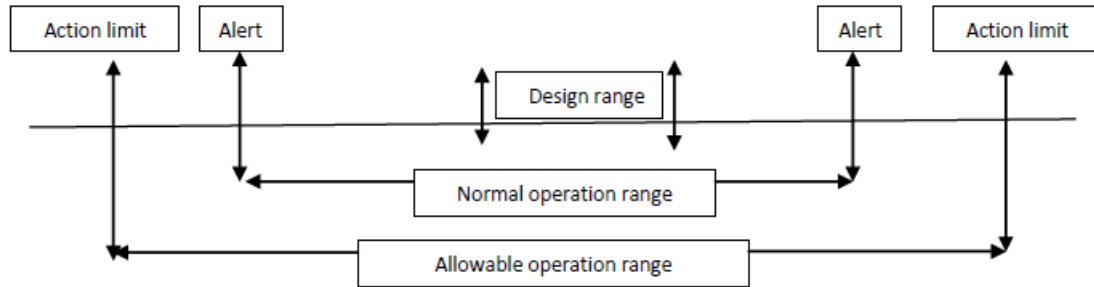 Action limit
Alert
Alert
Action limit
Design range
Normal operation range
Allowable operation range